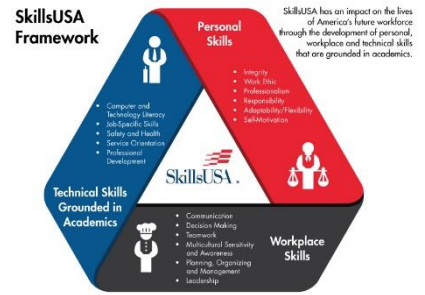 SkillsUSA
Framework
SkillsUSA has an impact on the lives
of America's future workforce
through the development of personal,
workplace and technical skills
that are grounded in academics.
Personal
Skills
• Integrity
• Work Ethic
• Professionalism
• Responsibility
• Adaptability/Flexibility
• Self-Motivation
• Computer and
Technology Literacy
• Job-Specific Skills
• Safety and Health
• Service Orientation
• Professional
Development
Technical Skills
Grounded in
Academics
SkillsUSA.
• Communication
• Decision Making
• Teamwork
• Multicultural Sensitivity
and Awareness
• Planning, Organizing
and Management
• Leadership
Workplace
Skills